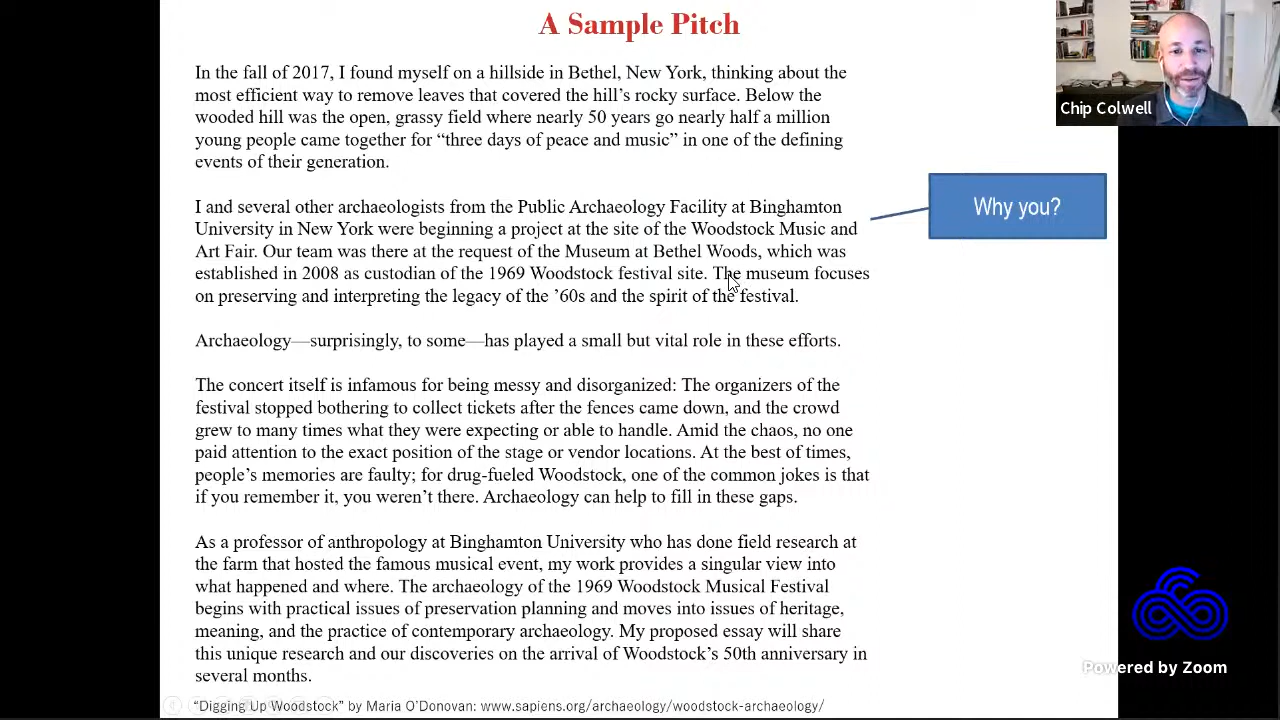 A Sample Pitch
In the fall of 2017, I found myself on a hillside in Bethel, New York, thinking about the
most efficient way to remove leaves that covered the hill’s rocky surface. Below the
wooded hill was the open, grassy field where nearly 50 years go nearly half a million
young people came together for “three days of peace and music” in one of the defining
events of their generation.
I and several other archaeologists from the Public Archaeology Facility at Binghamton
University in New York were beginning a project at the site of the Woodstock Music and
Art Fair. Our team was there at the request of the Museum at Bethel Woods, which was
established in 2008 as custodian of the 1969 Woodstock festival site. The museum focuses
on preserving and interpreting the legacy of the ’60s and the spirit of the festival.
Archaeology—surprisingly, to some—has played a small but vital role in these efforts.
The concert itself is infamous for being messy and disorganized: The organizers of the
festival stopped bothering to collect tickets after the fences came down, and the crowd
grew to many times what they were expecting or able to handle. Amid the chaos, no one
paid attention to the exact position of the stage or vendor locations. At the best of times,
people’s memories are faulty; for drug-fueled Woodstock, one of the common jokes is that
if you remember it, you weren’t there. Archaeology can help to fill in these gaps.
As a professor of anthropology at Binghamton University who has done field research at
the farm that hosted the famous musical event, my work provides a singular view into
what happened and where. The archaeology of the 1969 Woodstock Musical Festival
begins with practical issues of preservation planning and moves into issues of heritage,
meaning, and the practice of contemporary archaeology. My proposed essay will share
this unique research and our discoveries on the arrival of Woodstock’s 50th anniversary in
several months.
“Digging Up Woodstock” by Maria O’Donovan: www.sapiens.org/archaeology/woodstock-archaeology/
Why you?
Chip Colwell
Powered by Zoom